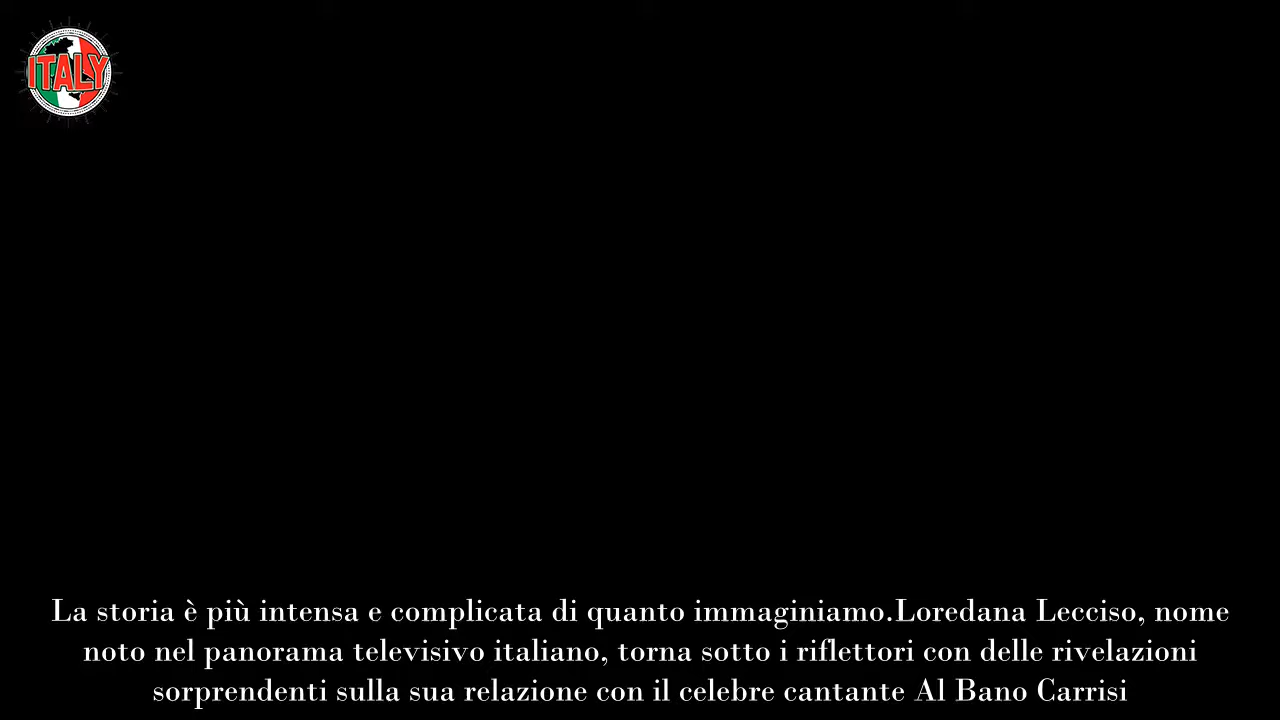 ITALY
La storia è più intensa e complicata di quanto immaginiamo.Loredana Lecciso, nome
noto nel panorama televisivo italiano, torna sotto i riflettori con delle rivelazioni
sorprendenti sulla sua relazione con il celebre cantante Al Bano Carrisi